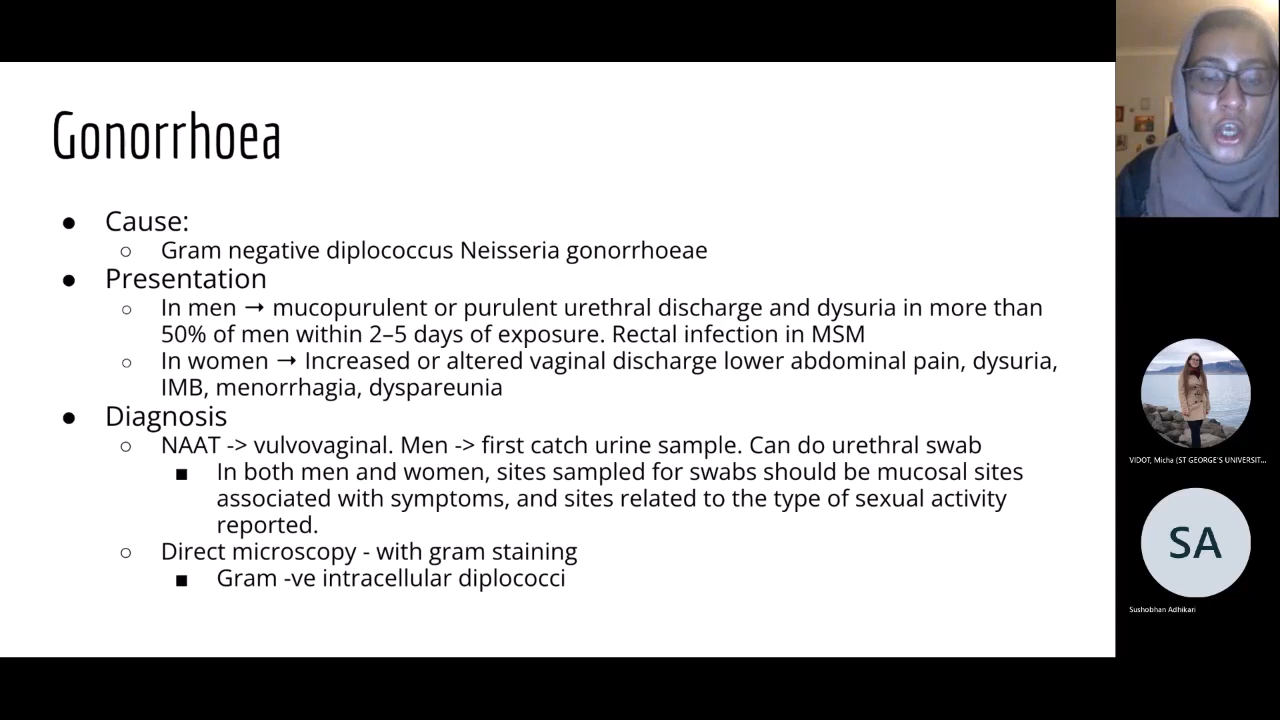 Gonorrhoea
● Cause:
○ Gram negative diplococcus Neisseria gonorrhoeae
● Presentation
○ In men → mucopurulent or purulent urethral discharge and dysuria in more than
50% of men within 2–5 days of exposure. Rectal infection in MSM
○ In women → Increased or altered vaginal discharge lower abdominal pain, dysuria,
IMB, menorrhagia, dyspareunia
● Diagnosis
○ NAAT -> vulvovaginal. Men -> first catch urine sample. Can do urethral swab
■ In both men and women, sites sampled for swabs should be mucosal sites
associated with symptoms, and sites related to the type of sexual activity
reported.
○ Direct microscopy - with gram staining
■ Gram -ve intracellular diplococci
VIDOT, Micha (ST GEORGE'S UNIVERSIT...
SA
Sushobhan Adhikari